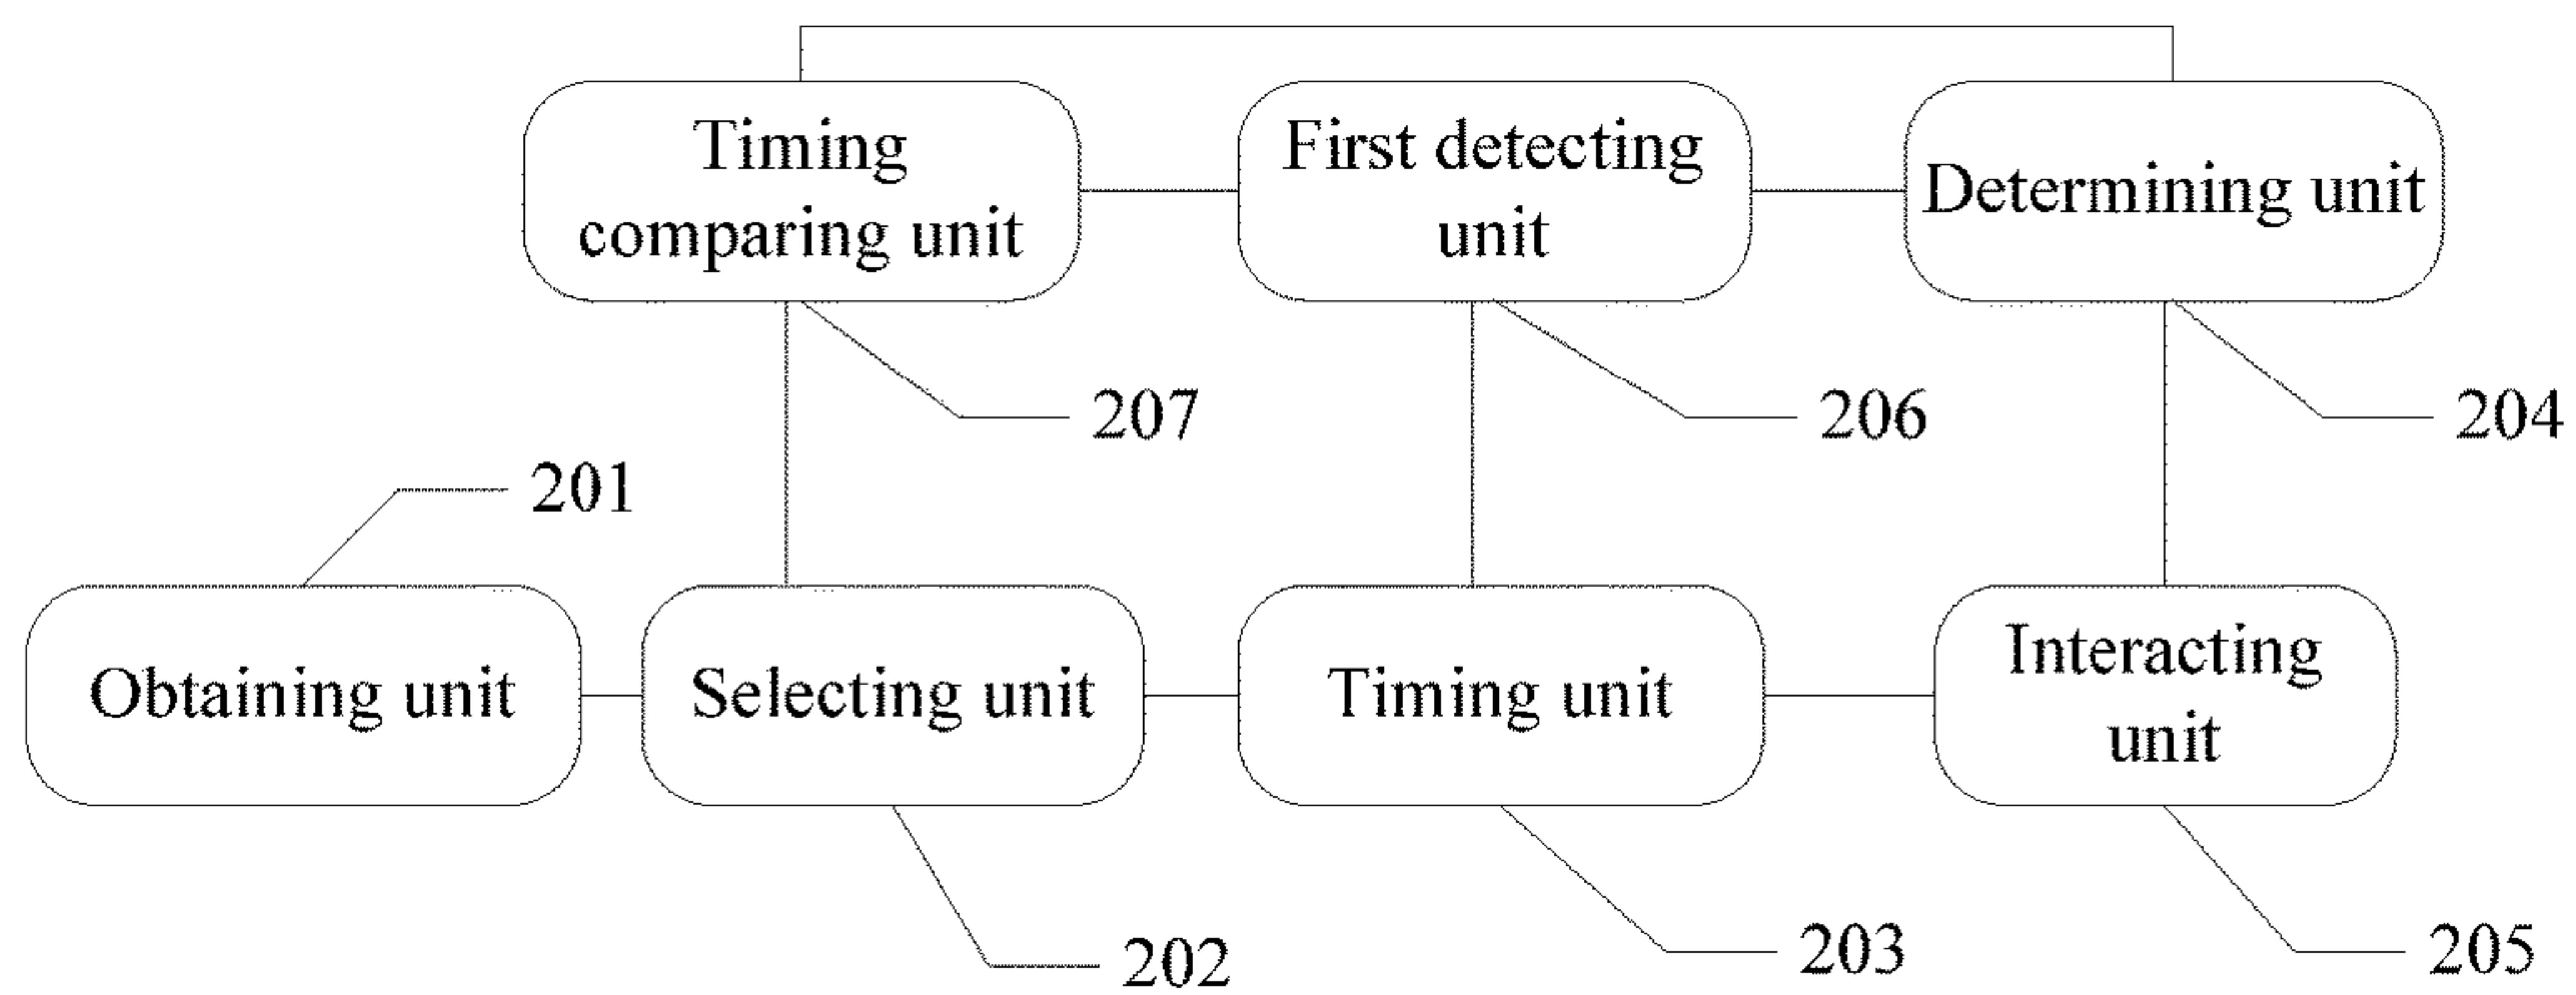 Timing
comparing unit
First detecting
unit
Determining unit
207
206
204
201
Obtaining unit
Selecting unit
Timing unit
Interacting
unit
202
203
205